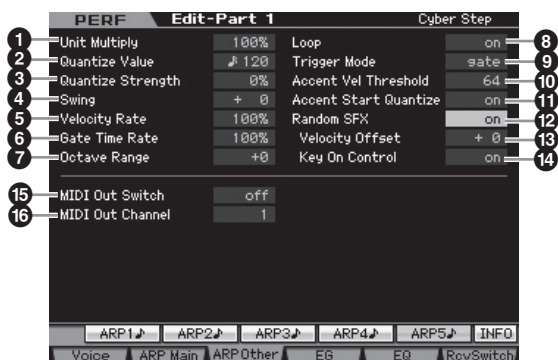 PERF Edit-Part 1 Cyber Step
1 Unit Multiply 100% Loop on 8
2 Quantize Value ♪ 120 Trigger Mode gate 9
3 Quantize Strength 0% Accent Vel Threshold 64 10
4 Swing + 0 Accent Start Quantize on 11
5 Velocity Rate 100% Random SFX on 12
6 Gate Time Rate 100% Velocity Offset + 0 13
7 Octave Range +0 Key On Control on 14
15 MIDI Out Switch off
16 MIDI Out Channel 1
ARP1♪ ARP2♪ ARP3♪ ARP4♪ ARP5♪ INFO
Voice ARP Main ARP Other EG EQ RcvSwitch